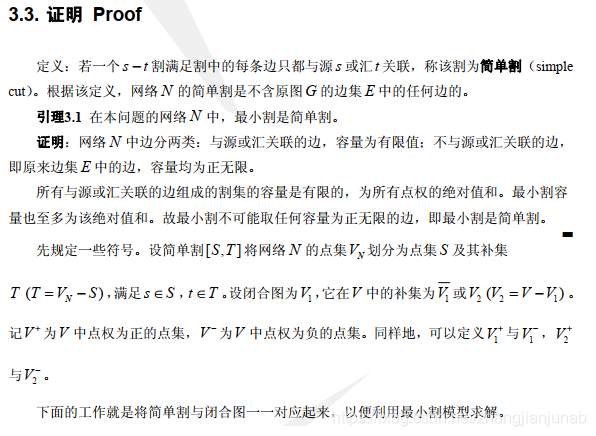 3.3. 证明 Proof
定义：若一个 s－t 割满足割中的每条边只都与源 s 或汇 t 关联，称该割为简单割（simple
cut）。根据该定义，网络 N 的简单割是不含原图 G 的边集 E 中的任何边的。
引理3.1 在本问题的网络 N 中，最小割是简单割。
证明：网络 N 中边分两类：与源或汇关联的边，容量为有限值；不与源或汇关联的边，
即原来边集 E 中的边，容量均为正无限。
所有与源或汇关联的边组成的割集的容量是有限的，为所有点权的绝对值和。最小割容
量也至多为该绝对值和。故最小割不可能取任何容量为正无限的边，即最小割是简单割。
先规定一些符号。设简单割[S,T]将网络 N 的点集 V_N 划分为点集 S 及其补集
T (T = V_N − S)，满足 s ∈ S，t ∈ T。设闭合图为 V₁，它在 V 中的补集为 V̅₁ 或 V₂ (V₂ = V − V₁)。
记 V⁺ 为 V 中点权为正的点集，V⁻ 为 V 中点权为负的点集。同样地，可以定义 V₁⁺ 与 V₁⁻，V₂⁺
与 V₂⁻。
下面的工作就是将简单割与闭合图一一对应起来，以便利用最小割模型求解。